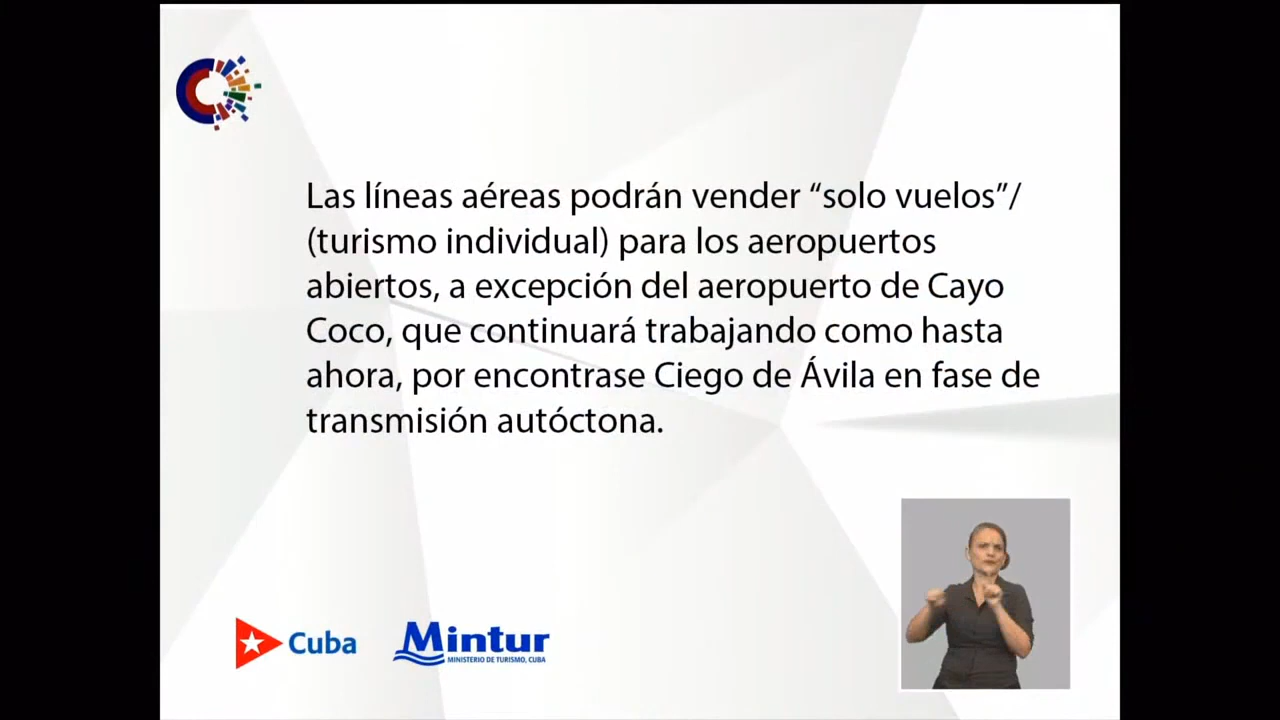 Las líneas aéreas podrán vender “solo vuelos”/
(turismo individual) para los aeropuertos
abiertos, a excepción del aeropuerto de Cayo
Coco, que continuará trabajando como hasta
ahora, por encontrase Ciego de Ávila en fase de
transmisión autóctona.
Cuba
Mintur
MINISTERIO DE TURISMO, CUBA